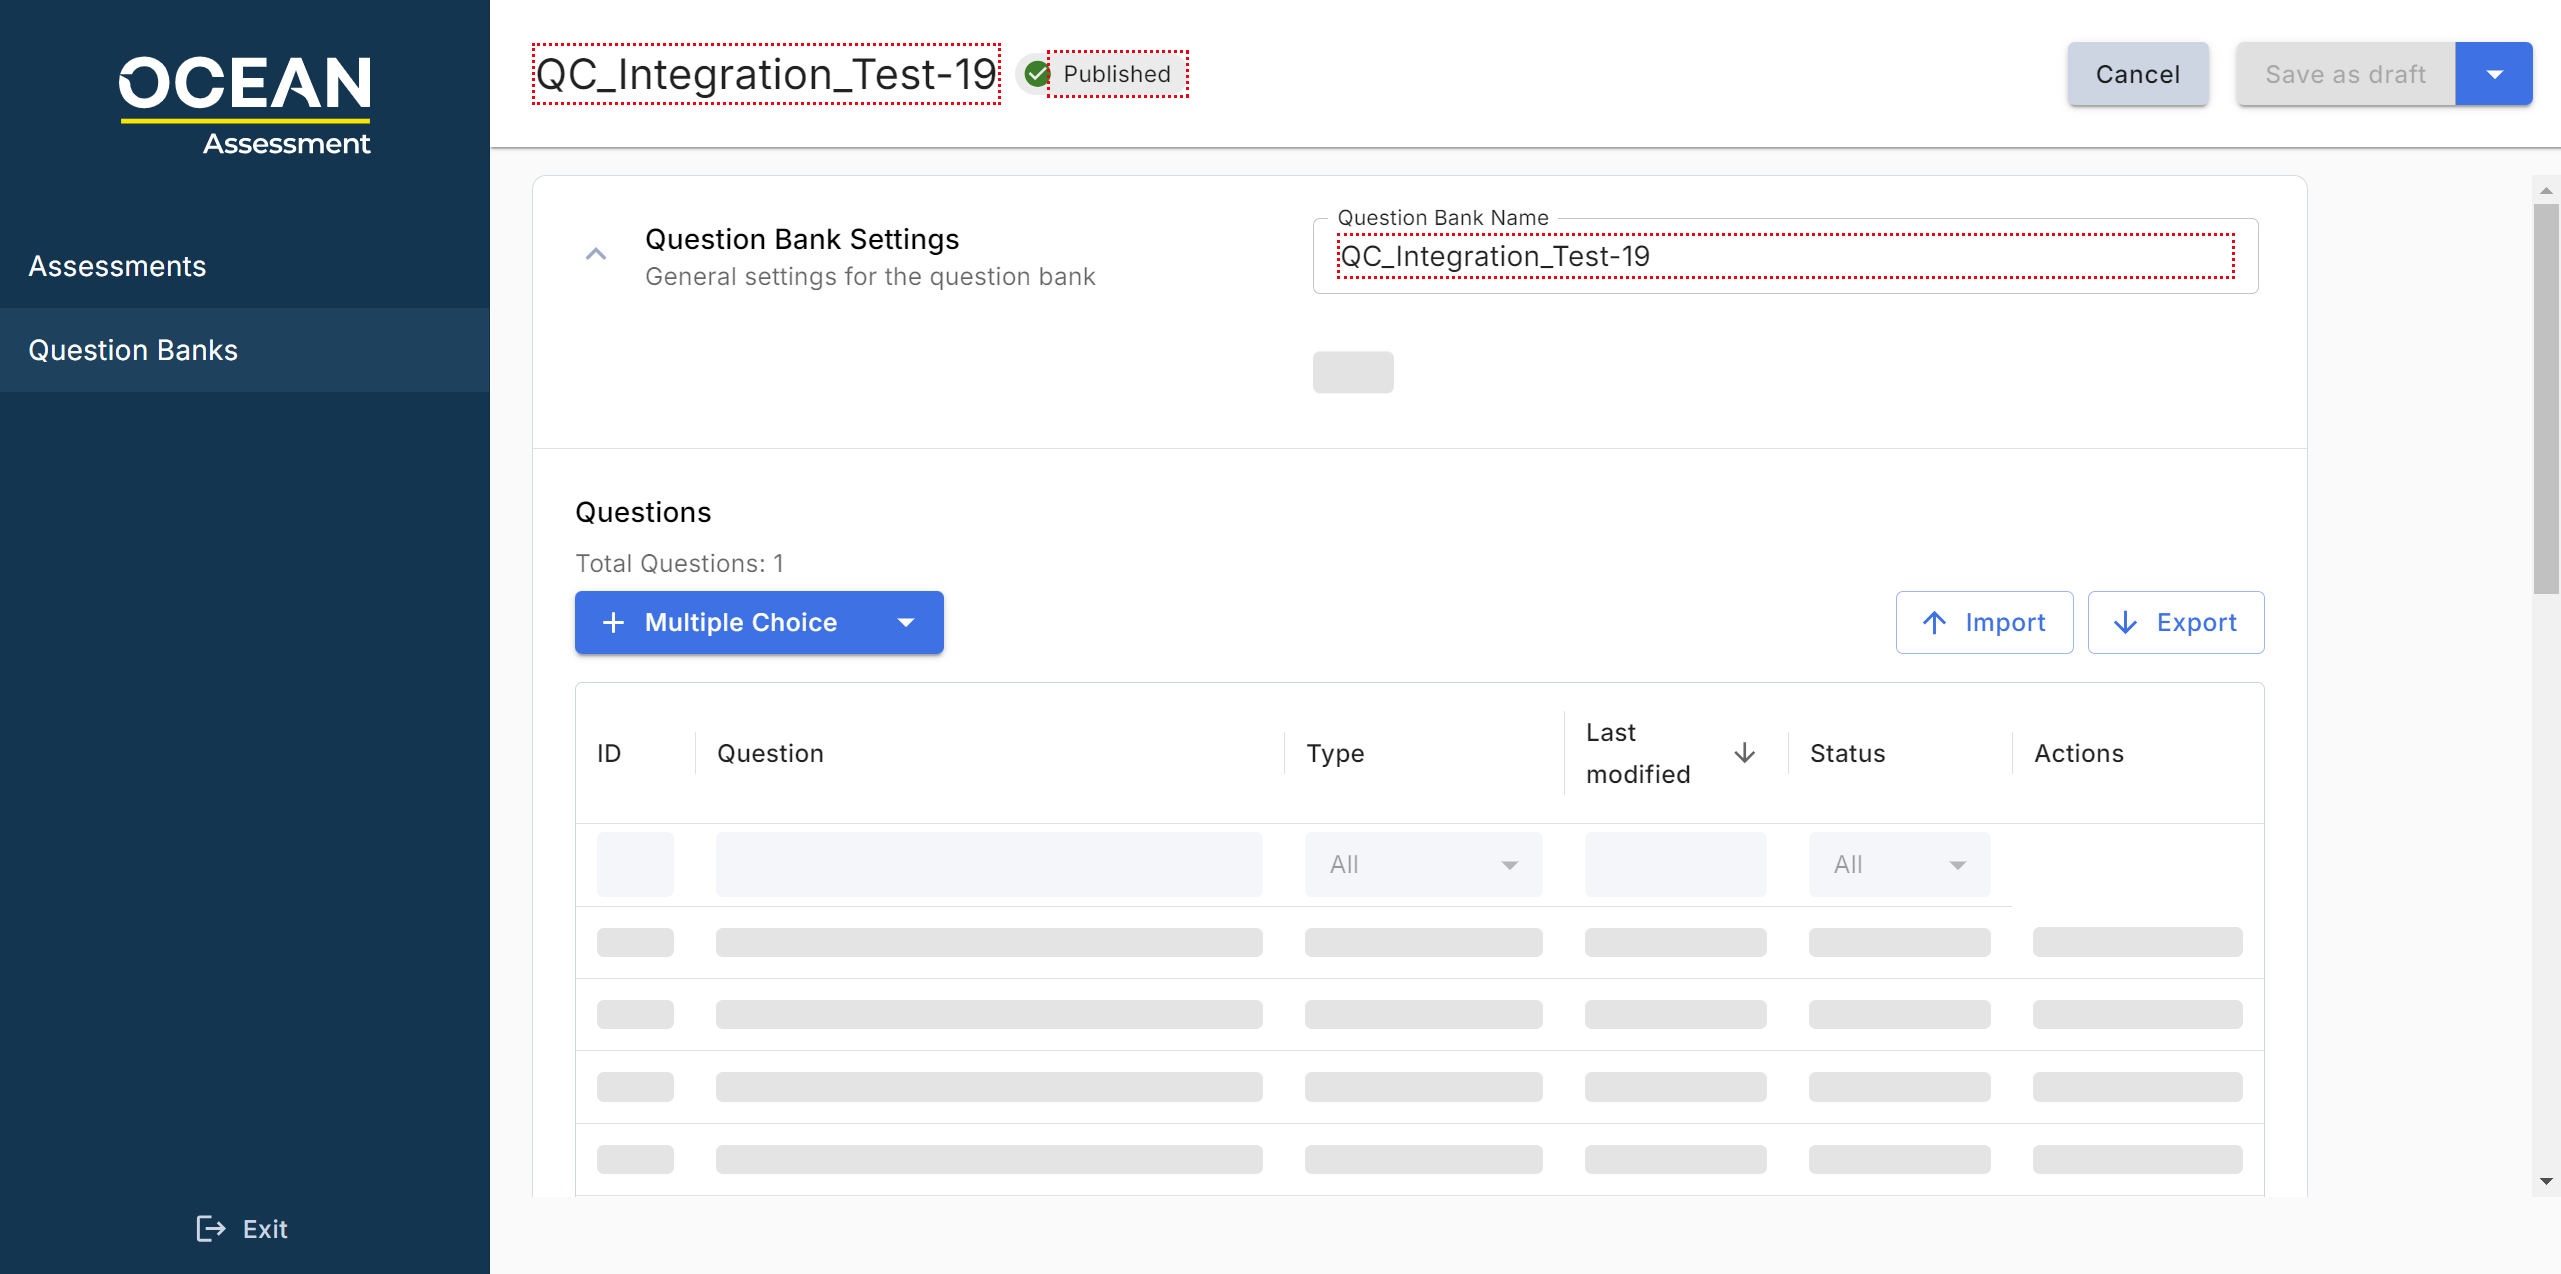 OCEAN
Assessment
Assessments
Question Banks
Exit
QC_Integration_Test-19
Published
Cancel
Save as draft
Question Bank Settings
General settings for the question bank
Question Bank Name
QC_Integration_Test-19
Questions
Total Questions: 1
Multiple Choice
Import
Export
ID
Question
Type
Last
modified
Status
Actions
All
All